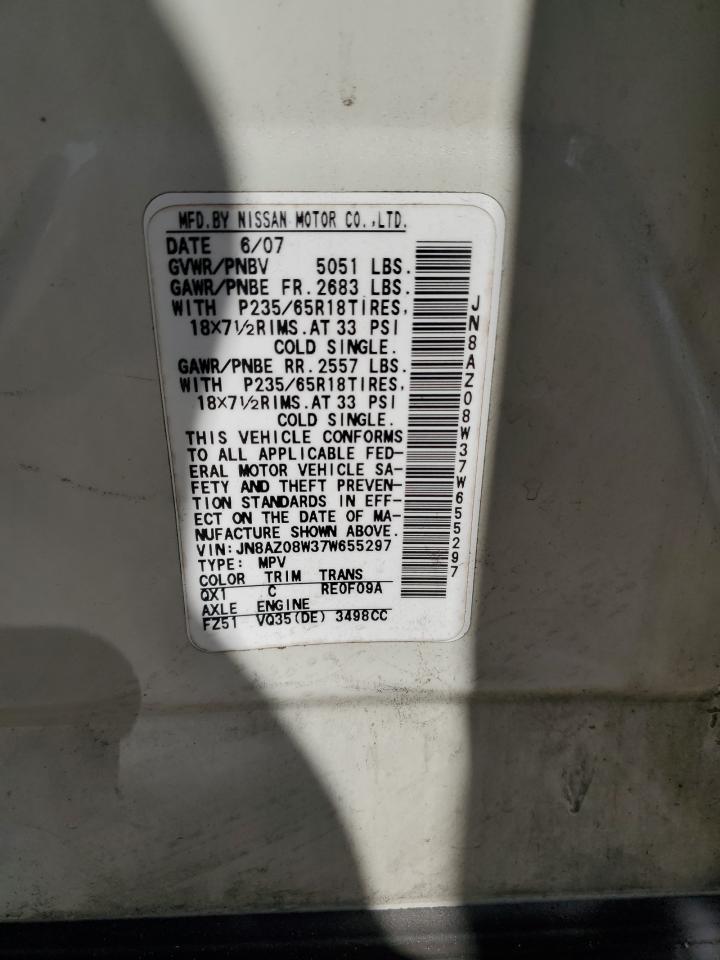 MFD.BY NISSAN MOTOR CO.,LTD.
DATE 6/07
GVWR/PNBV 5051 LBS.
GAWR/PNBE FR. 2683 LBS.
WITH P235/65R18TIRES,
18×7½RIMS.AT 33 PSI
COLD SINGLE.
GAWR/PNBE RR. 2557 LBS.
WITH P235/65R18TIRES,
18×7½RIMS.AT 33 PSI
COLD SINGLE.
THIS VEHICLE CONFORMS
TO ALL APPLICABLE FED-
ERAL MOTOR VEHICLE SA-
FETY AND THEFT PREVEN-
TION STANDARDS IN EFF-
ECT ON THE DATE OF MA-
NUFACTURE SHOWN ABOVE.
VIN:JN8AZ08W37W655297
TYPE: MPV
COLOR TRIM TRANS
QX1 C RE0F09A
AXLE ENGINE
FZ51 VQ35(DE) 3498CC
JN8AZ08W37W655297